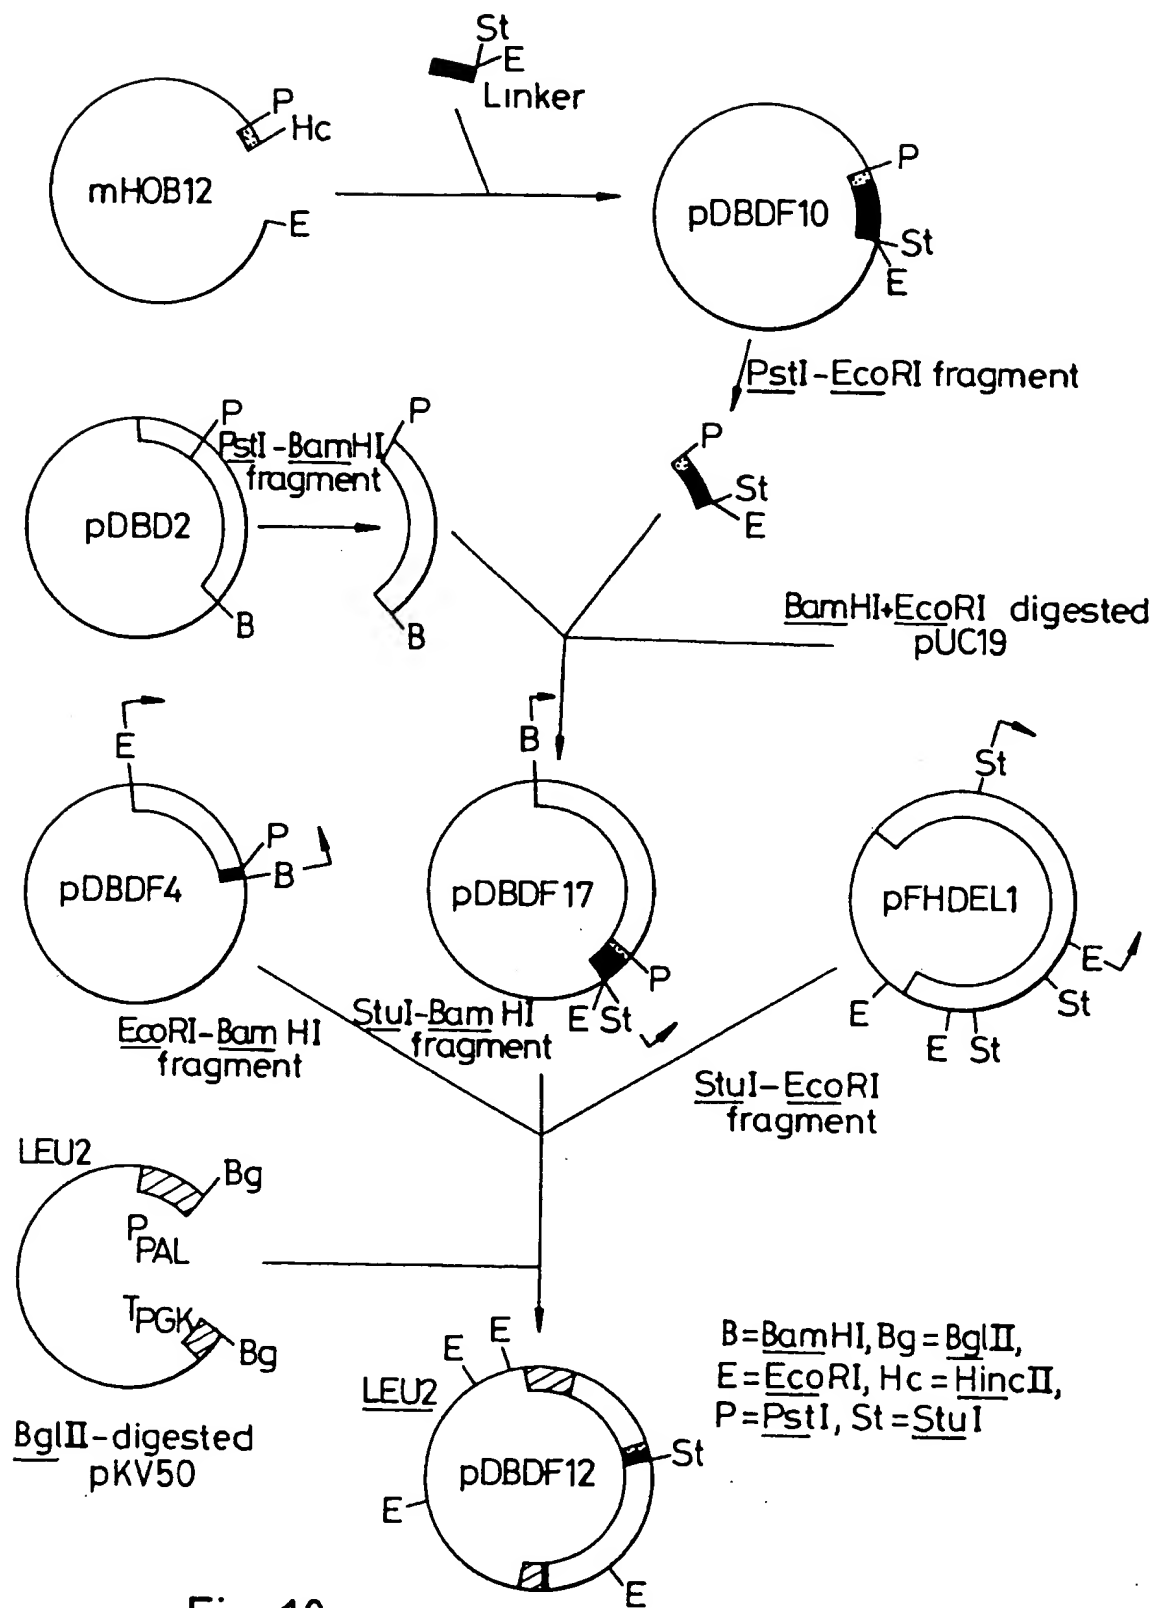 St
E
Linker
P
Hc
mHOB12
E
P
pDBDF10
St
E
PstI-EcoRI fragment
P
PstI-BamHI
fragment
P
P
St
E
pDBD2
B
B
BamHI+EcoRI digested
pUC19
E
B
St
P
B
pDBDF4
pDBDF17
pFHDEL1
P
E
St
E
St
E
E St
EcoRI-Bam HI
fragment
StuI-Bam HI
fragment
StuI-EcoRI
fragment
LEU2
Bg
PPAL
TPGK
Bg
BglII-digested
pKV50
E
E
LEU2
St
pDBDF12
E
E
B=BamHI, Bg=BglII,
E=EcoRI, Hc=HincII,
P=PstI, St=StuI